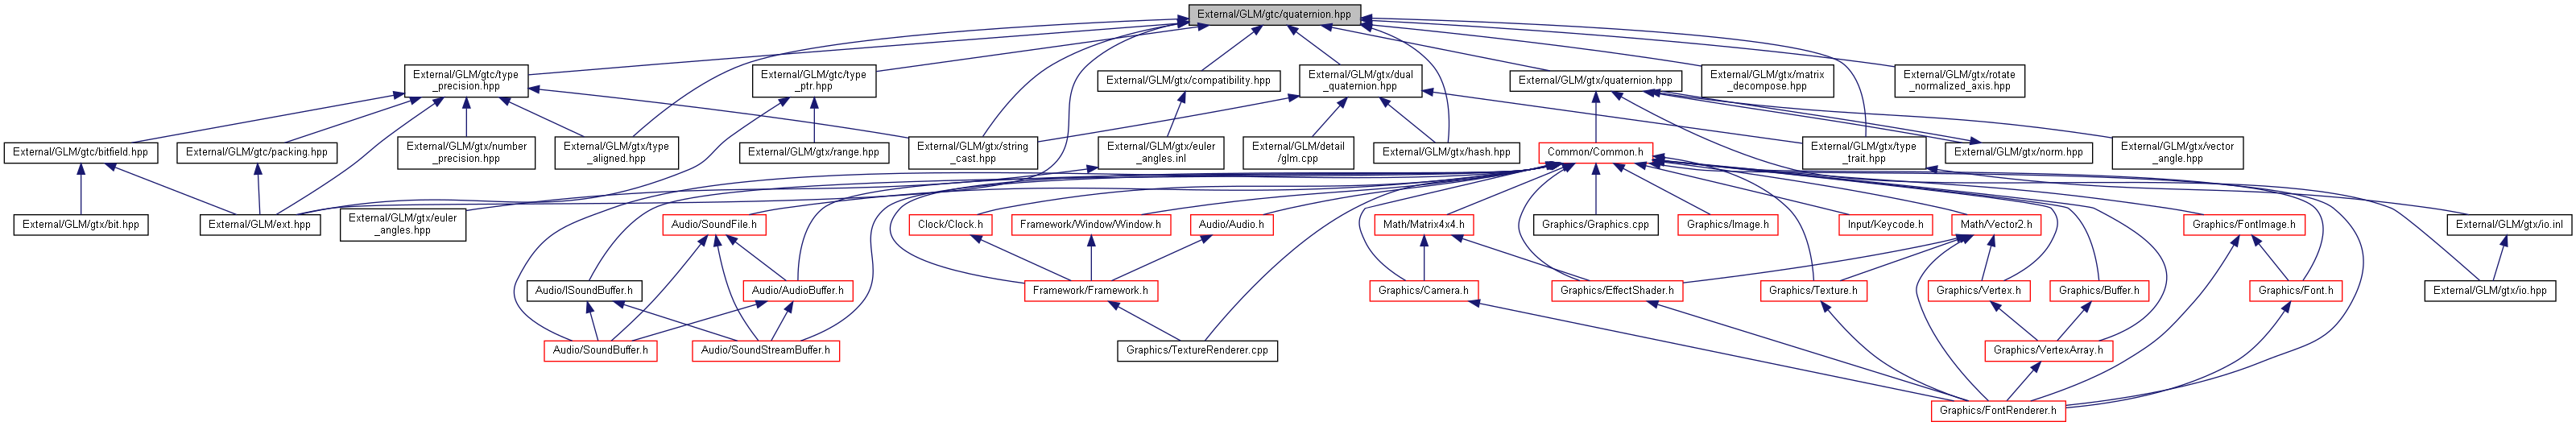 External/GLM/gtc/quaternion.hpp
External/GLM/gtc/type
_precision.hpp
External/GLM/gtc/type
_ptr.hpp
External/GLM/gtx/compatibility.hpp
External/GLM/gtx/dual
_quaternion.hpp
External/GLM/gtx/quaternion.hpp
External/GLM/gtx/matrix
_decompose.hpp
External/GLM/gtx/rotate
_normalized_axis.hpp
External/GLM/gtc/bitfield.hpp
External/GLM/gtc/packing.hpp
External/GLM/gtx/number
_precision.hpp
External/GLM/gtx/type
_aligned.hpp
External/GLM/gtx/range.hpp
External/GLM/gtx/string
_cast.hpp
External/GLM/gtx/euler
_angles.inl
External/GLM/detail
/glm.cpp
External/GLM/gtx/hash.hpp
Common/Common.h
External/GLM/gtx/type
_trait.hpp
External/GLM/gtx/norm.hpp
External/GLM/gtx/vector
_angle.hpp
External/GLM/gtx/bit.hpp
External/GLM/ext.hpp
External/GLM/gtx/euler
_angles.hpp
Audio/SoundFile.h
Clock/Clock.h
Framework/Window/Window.h
Audio/Audio.h
Math/Matrix4x4.h
Graphics/Graphics.cpp
Graphics/Image.h
Input/Keycode.h
Math/Vector2.h
Graphics/FontImage.h
External/GLM/gtx/io.inl
Audio/ISoundBuffer.h
Audio/AudioBuffer.h
Framework/Framework.h
Graphics/Camera.h
Graphics/EffectShader.h
Graphics/Texture.h
Graphics/Vertex.h
Graphics/Buffer.h
Graphics/Font.h
External/GLM/gtx/io.hpp
Audio/SoundBuffer.h
Audio/SoundStreamBuffer.h
Graphics/TextureRenderer.cpp
Graphics/VertexArray.h
Graphics/FontRenderer.h